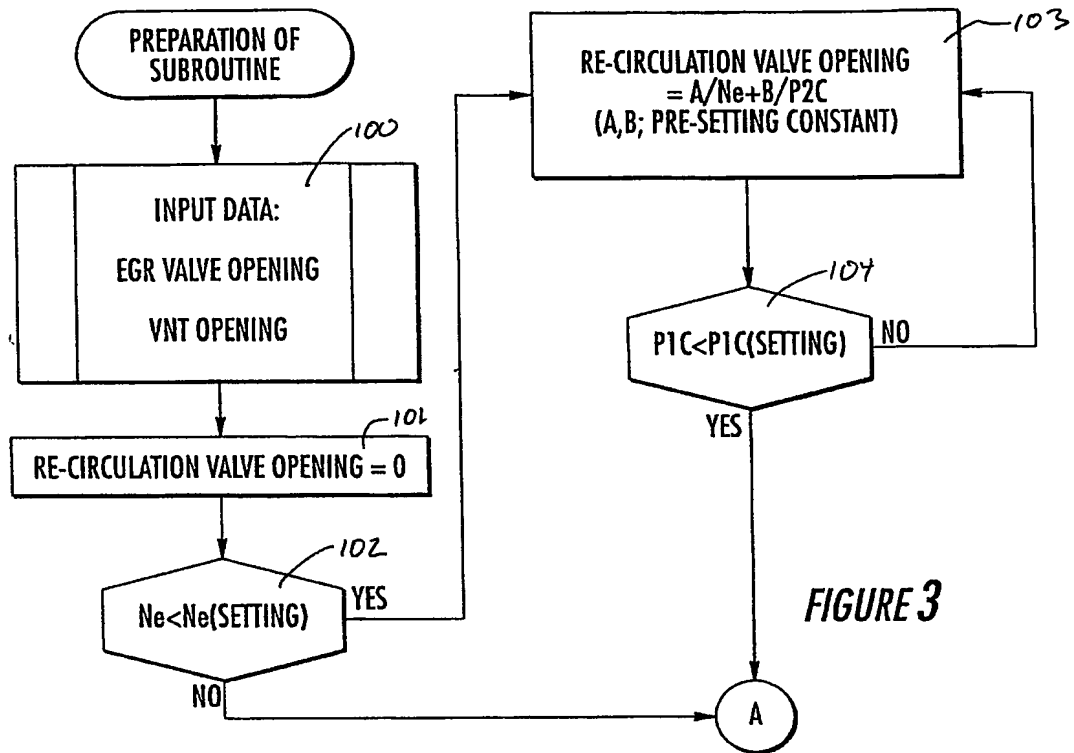 PREPARATION OF
SUBROUTINE
100
INPUT DATA:
EGR VALVE OPENING
VNT OPENING
101
RE-CIRCULATION VALVE OPENING = 0
102
Ne<Ne(SETTING)
YES
NO
103
RE-CIRCULATION VALVE OPENING
= A/Ne+B/P2C
(A,B; PRE-SETTING CONSTANT)
104
P1C<P1C(SETTING)
NO
YES
A
FIGURE 3